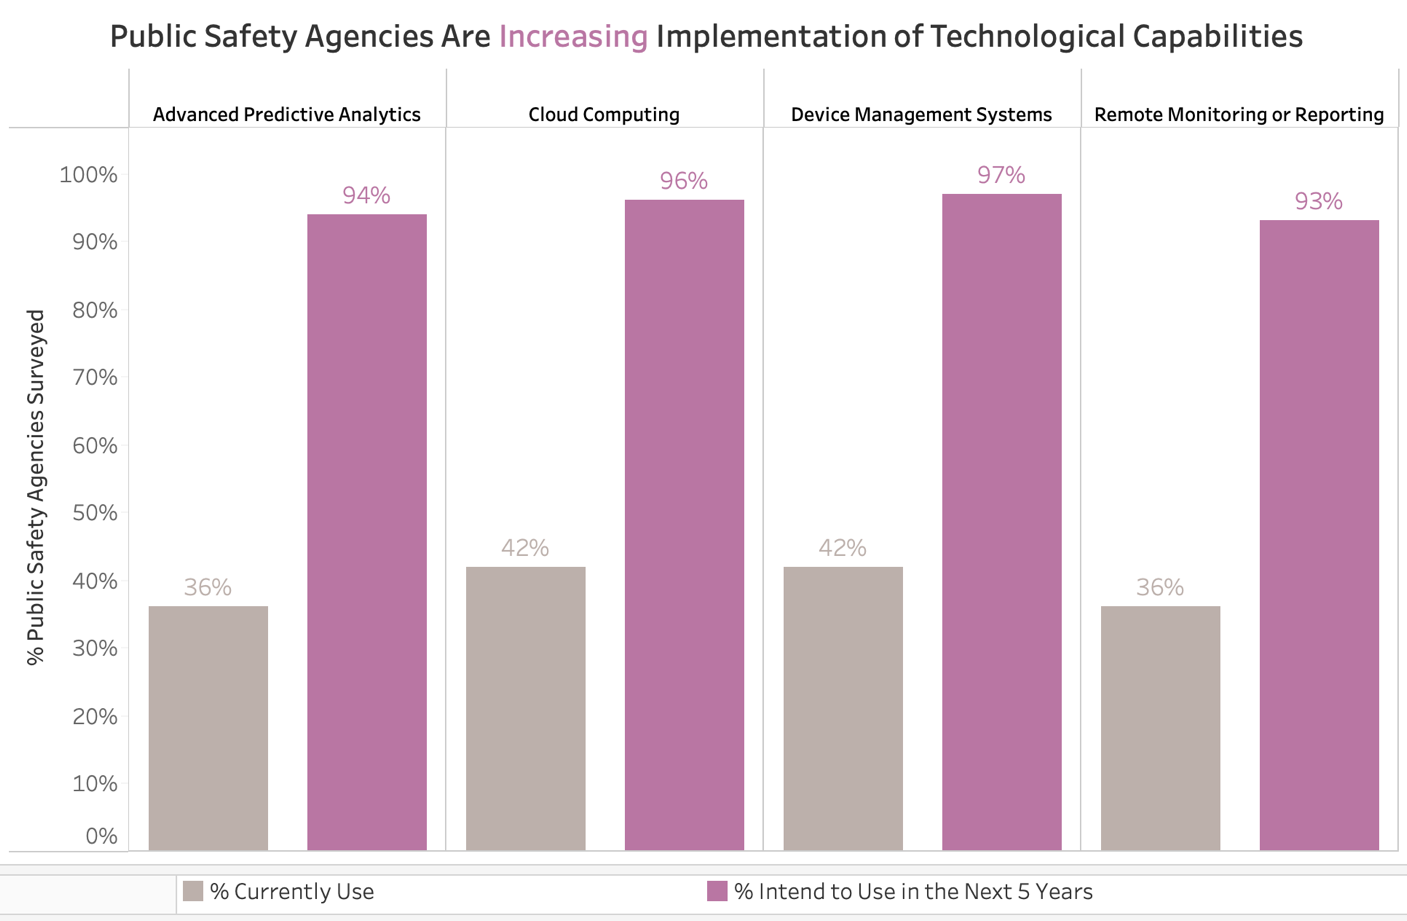 Public Safety Agencies Are Increasing Implementation of Technological Capabilities
Advanced Predictive Analytics
Cloud Computing
Device Management Systems
Remote Monitoring or Reporting
% Public Safety Agencies Surveyed
100%
90%
80%
70%
60%
50%
40%
30%
20%
10%
0%
36%
94%
42%
96%
42%
97%
36%
93%
% Currently Use
% Intend to Use in the Next 5 Years